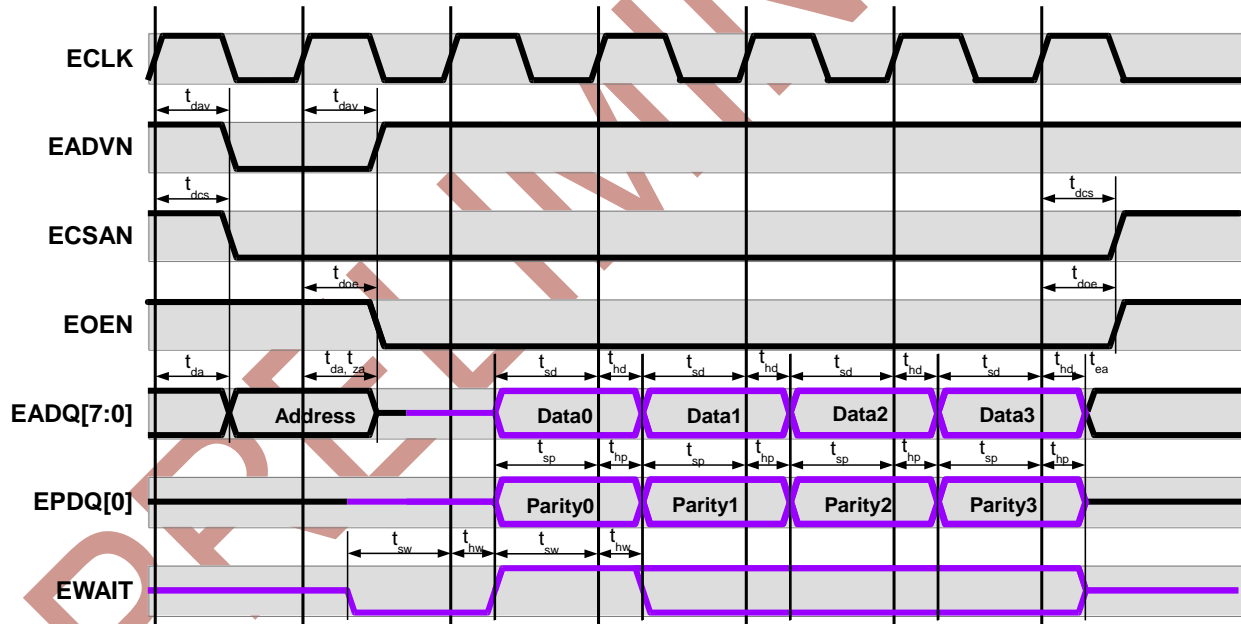 ECLK
t_dav t_dav
EADVN
t_dcs t_dcs
ECSAN
t_doe t_doe
EOEN
t_da t_da, t_za t_sd t_hd t_sd t_hd t_sd t_hd t_sd t_hd t_ea
EADQ[7:0] Address Data0 Data1 Data2 Data3
t_sp t_hp t_sp t_hp t_sp t_hp t_sp t_hp
EPDQ[0] Parity0 Parity1 Parity2 Parity3
t_sw t_hw t_sw t_hw
EWAIT
PRELIMIN